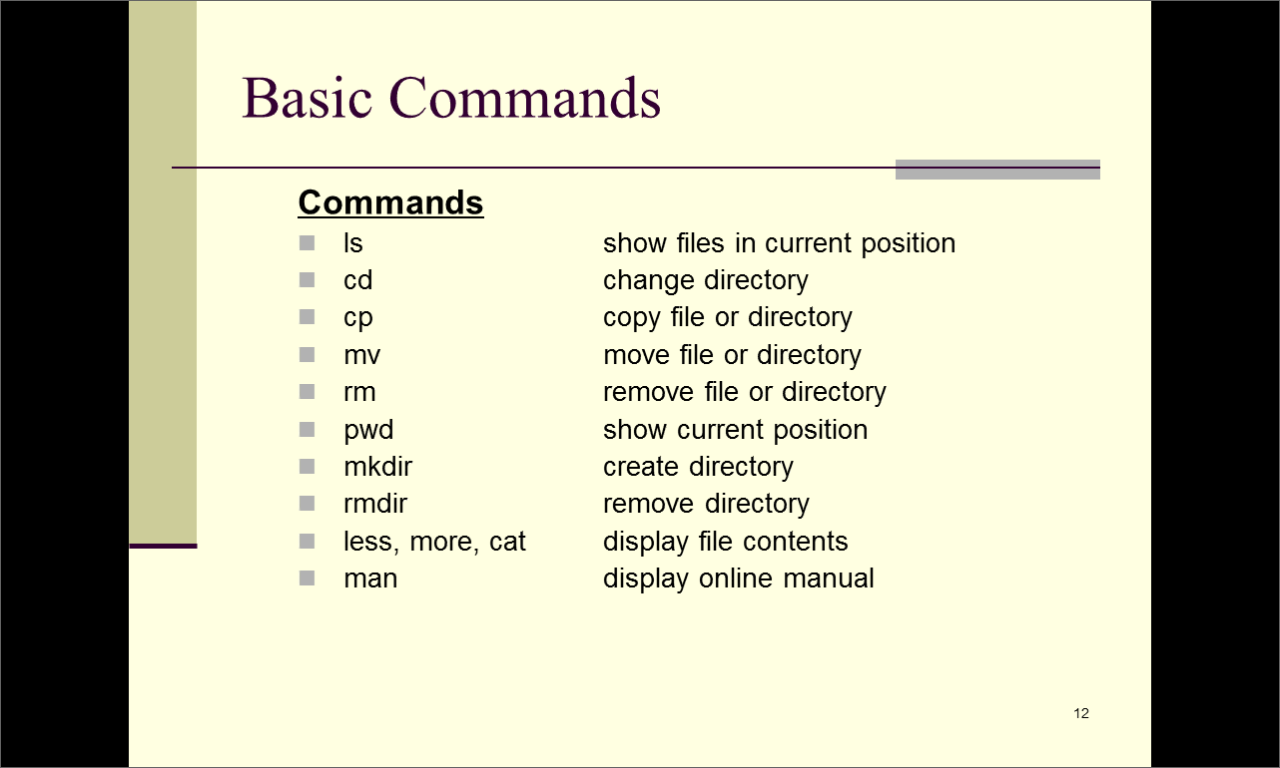 Basic Commands
Commands
ls show files in current position
cd change directory
cp copy file or directory
mv move file or directory
rm remove file or directory
pwd show current position
mkdir create directory
rmdir remove directory
less, more, cat display file contents
man display online manual
12